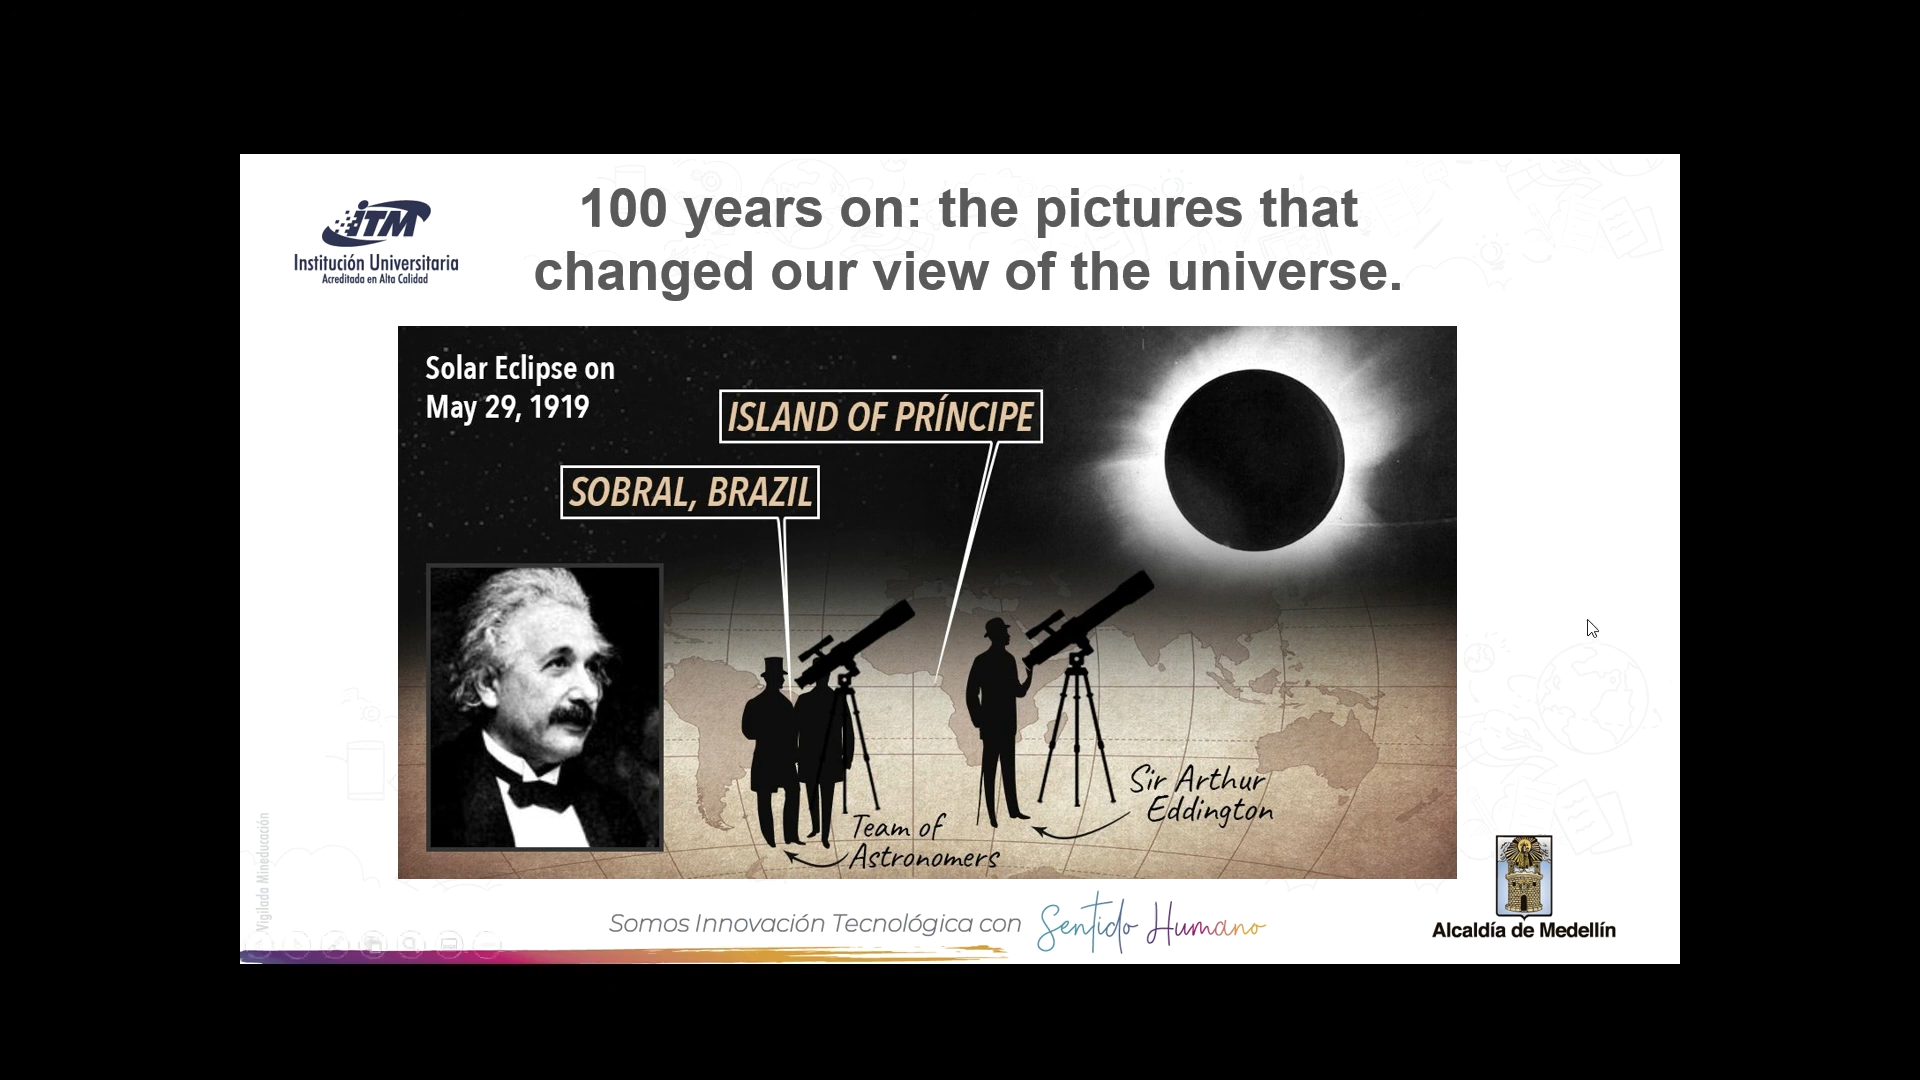 iTM
Institución Universitaria
Acreditada en Alta Calidad
100 years on: the pictures that
changed our view of the universe.
Solar Eclipse on
May 29, 1919
ISLAND OF PRÍNCIPE
SOBRAL, BRAZIL
Sir Arthur
Eddington
Team of
Astronomers
Vigilada Mineducación
Somos Innovación Tecnológica con Sentido Humano
Alcaldía de Medellín